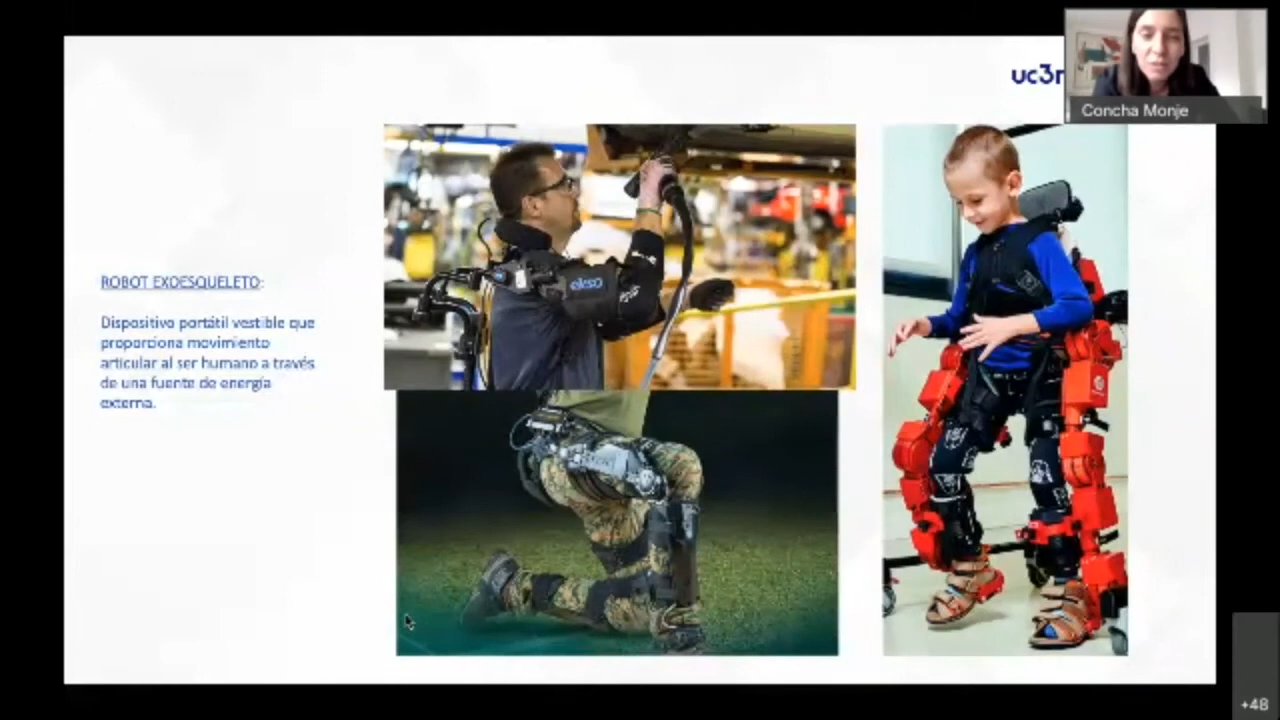 uc3m
Concha Monje
ekso
ROBOT EXOESQUELETO:
Dispositivo portátil vestible que
proporciona movimiento
articular al ser humano a través
de una fuente de energía
externa.
+48